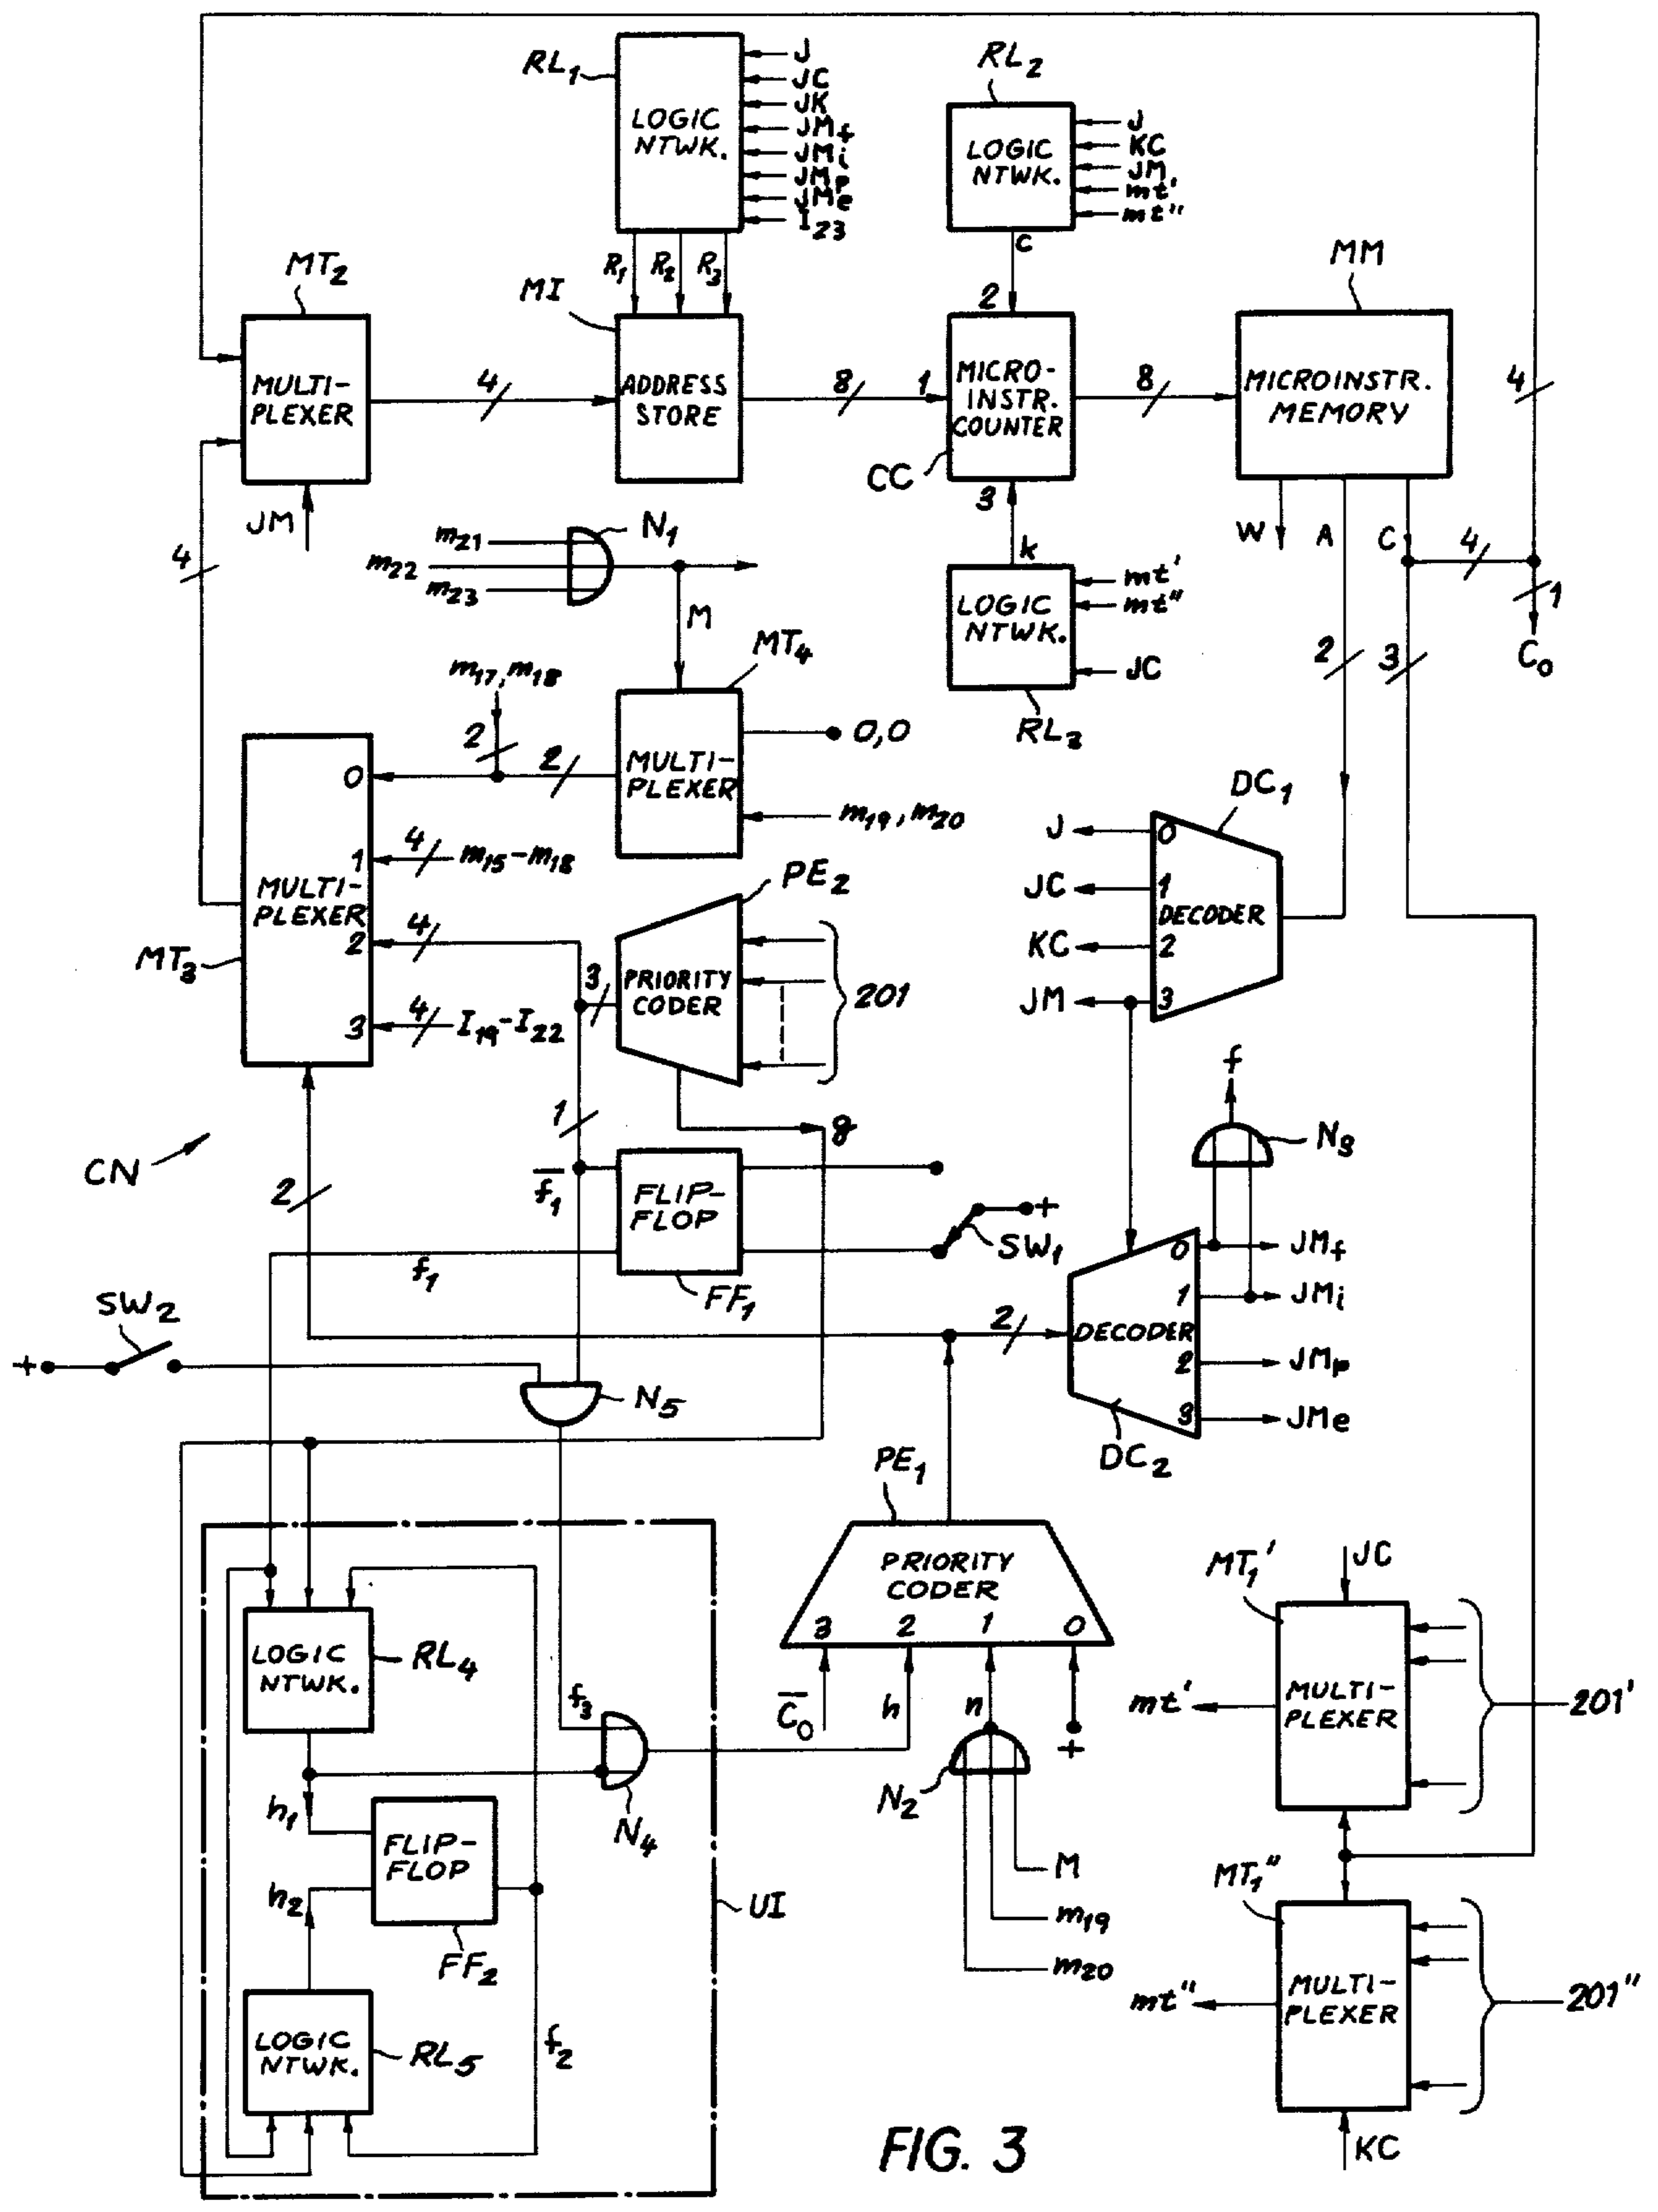 RL1
LOGIC
NTWK.
J
JC
JK
JMf
JMi
JMp
JMe
I23
R1
R2
R3
RL2
LOGIC
NTWK.
J
KC
JM
mt'
mt"
c
MT2
MULTI-
PLEXER
JM
4
MI
ADDRESS
STORE
8
1
2
MICRO-
INSTR.
COUNTER
3
CC
8
MM
MICROINSTR.
MEMORY
4
W
A
C
4
1
C0
2
3
k
LOGIC
NTWK.
mt'
mt"
JC
RL3
m21
m22
m23
N1
M
4
MT4
MULTI-
PLEXER
0,0
m19, m20
m17, m18
2
2
MULTI-
PLEXER
0
1
2
3
MT3
4
m15-m18
4
4
I19-I22
3
PE2
PRIORITY
CODER
201
g
1
CN
2
f1
FLIP-
FLOP
f1
FF1
SW1
+
SW2
+
N5
DC1
DECODER
0
1
2
3
J
JC
KC
JM
f
N3
DECODER
0
1
2
3
JMf
JMi
JMp
JMe
2
DC2
PE1
PRIORITY
CODER
3
2
1
0
C0
h
n
+
N2
M
m19
m20
LOGIC
NTWK.
RL4
f3
N4
h1
FLIP-
FLOP
h2
FF2
LOGIC
NTWK.
RL5
f2
UI
JC
MT1'
MULTI-
PLEXER
mt'
201'
MT1"
MULTI-
PLEXER
mt"
201"
KC
FIG. 3